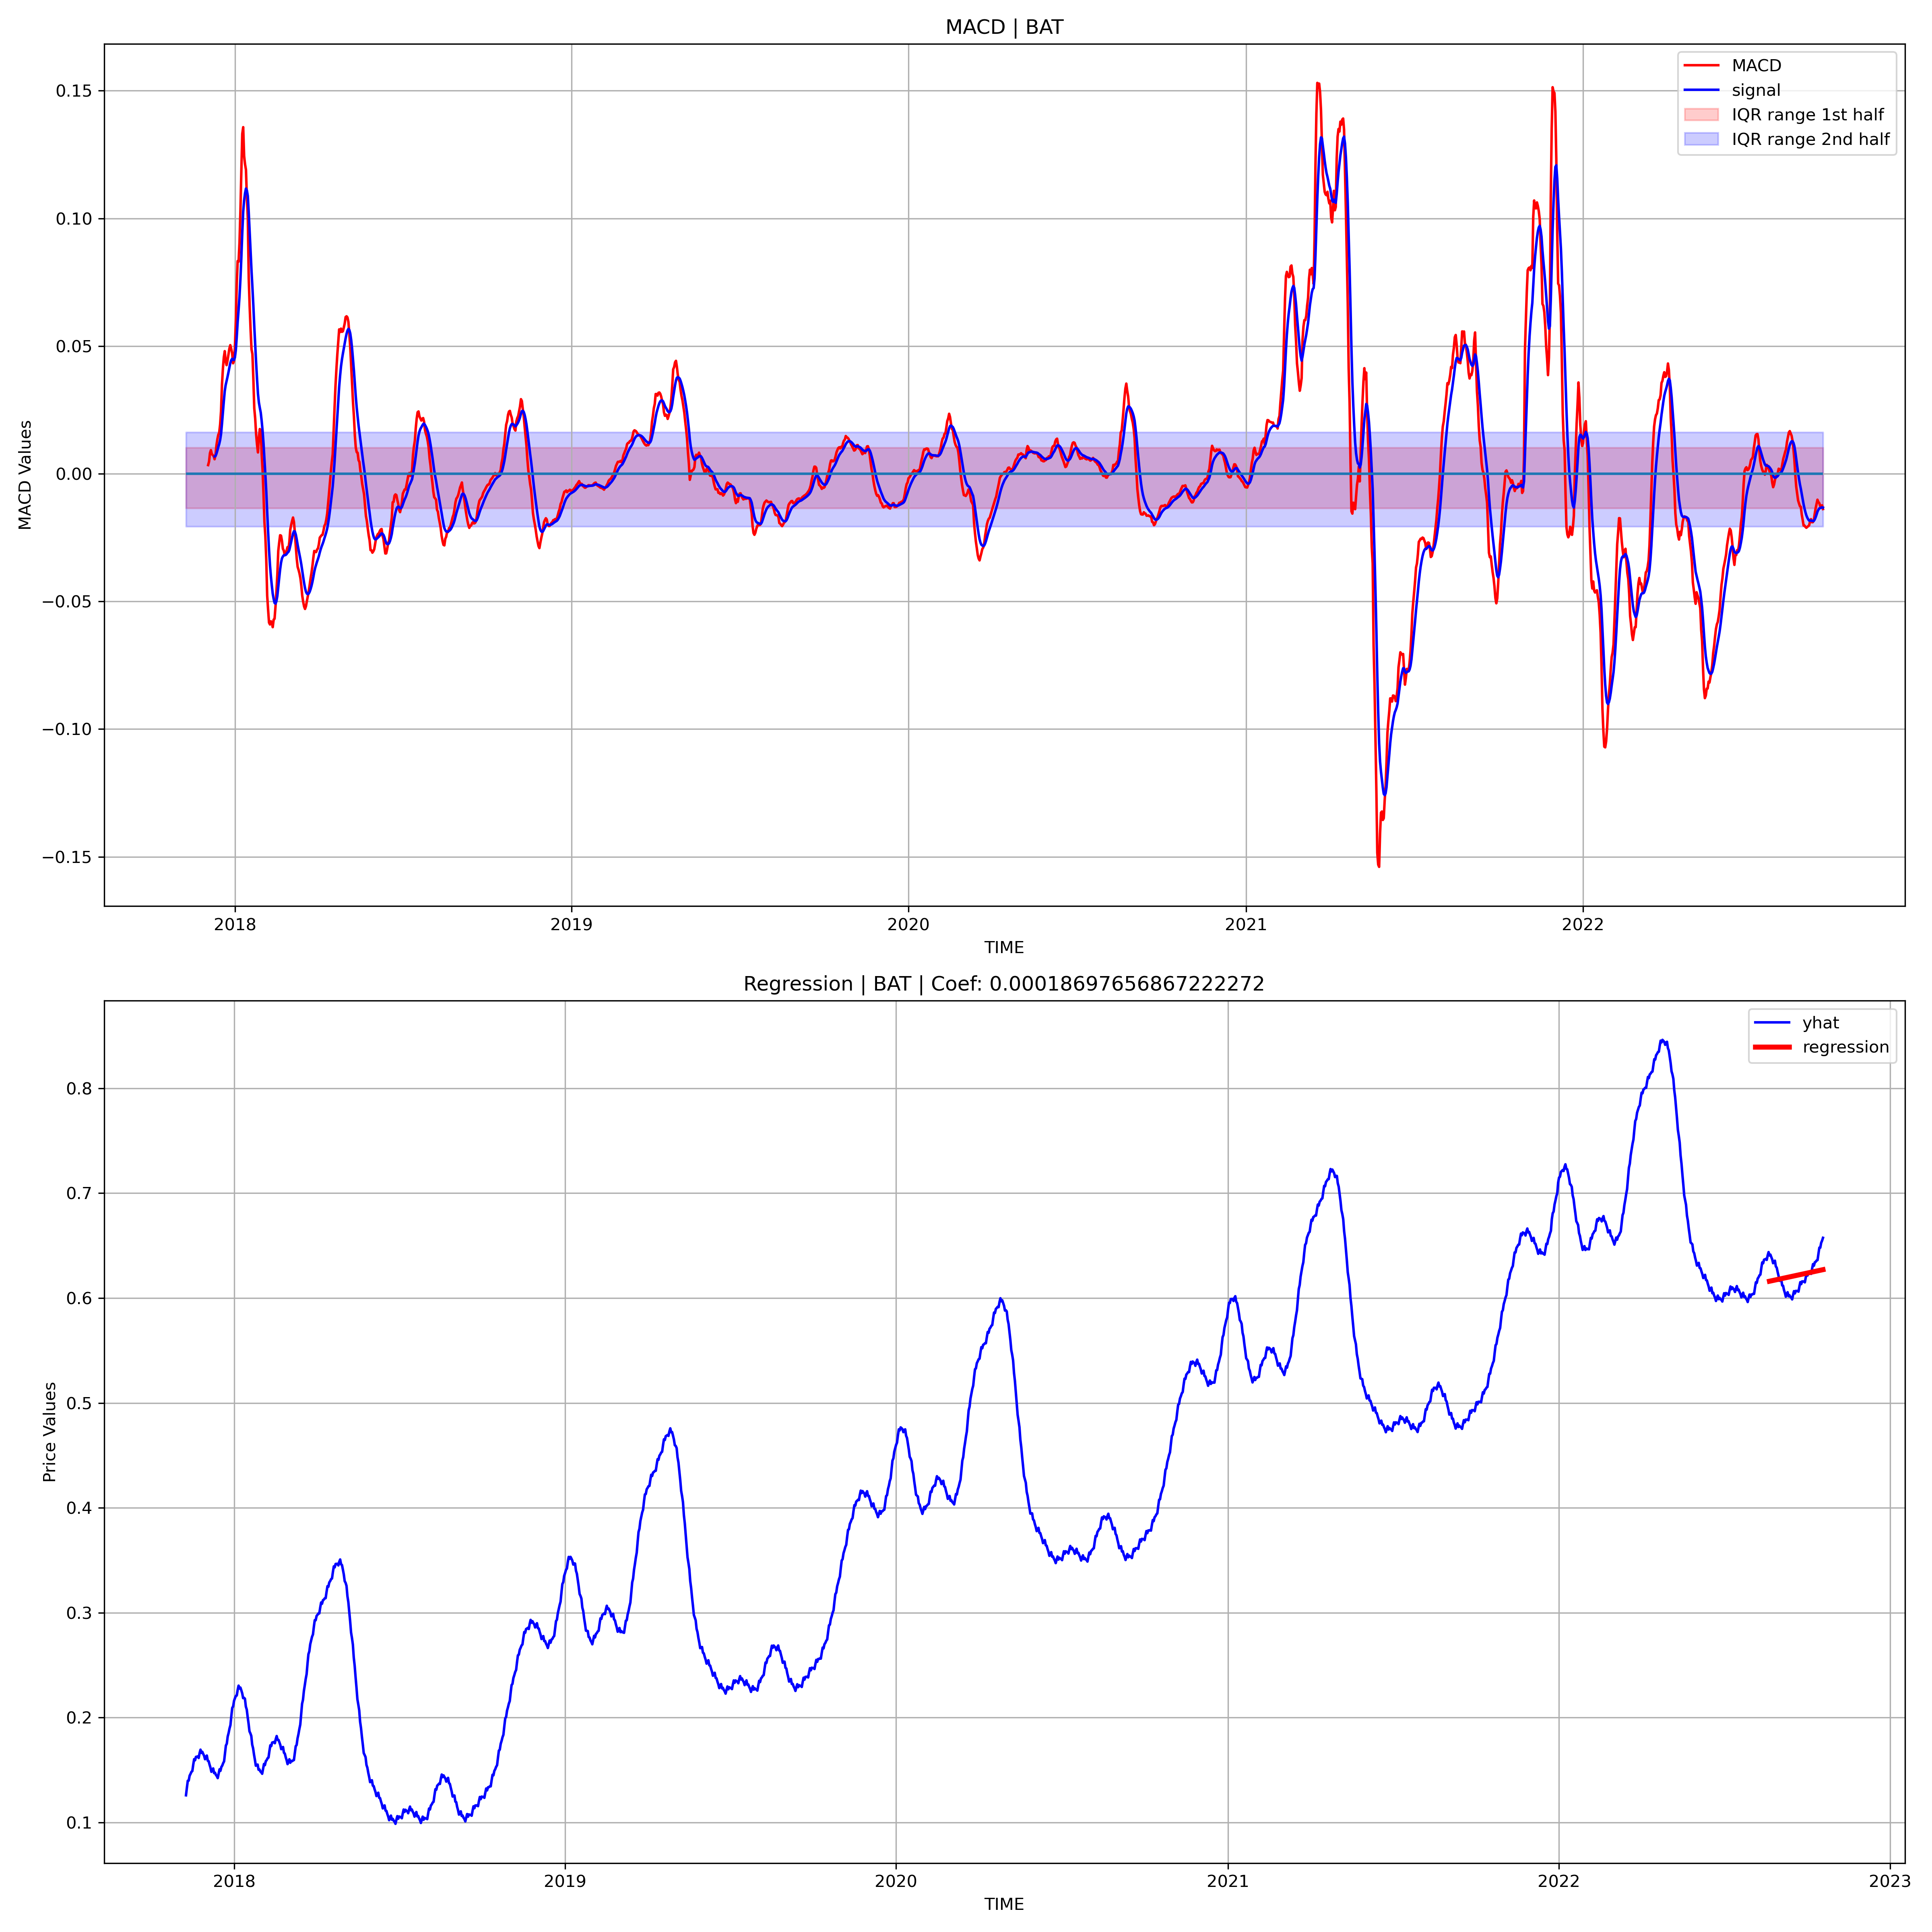 MACD | BAT
MACD
signal
IQR range 1st half
IQR range 2nd half
MACD Values
0.15
0.10
0.05
0.00
−0.05
−0.10
−0.15
2018 2019 2020 2021 2022
TIME
Regression | BAT | Coef: 0.00018697656867222272
yhat
regression
Price Values
0.8
0.7
0.6
0.5
0.4
0.3
0.2
0.1
2018 2019 2020 2021 2022 2023
TIME